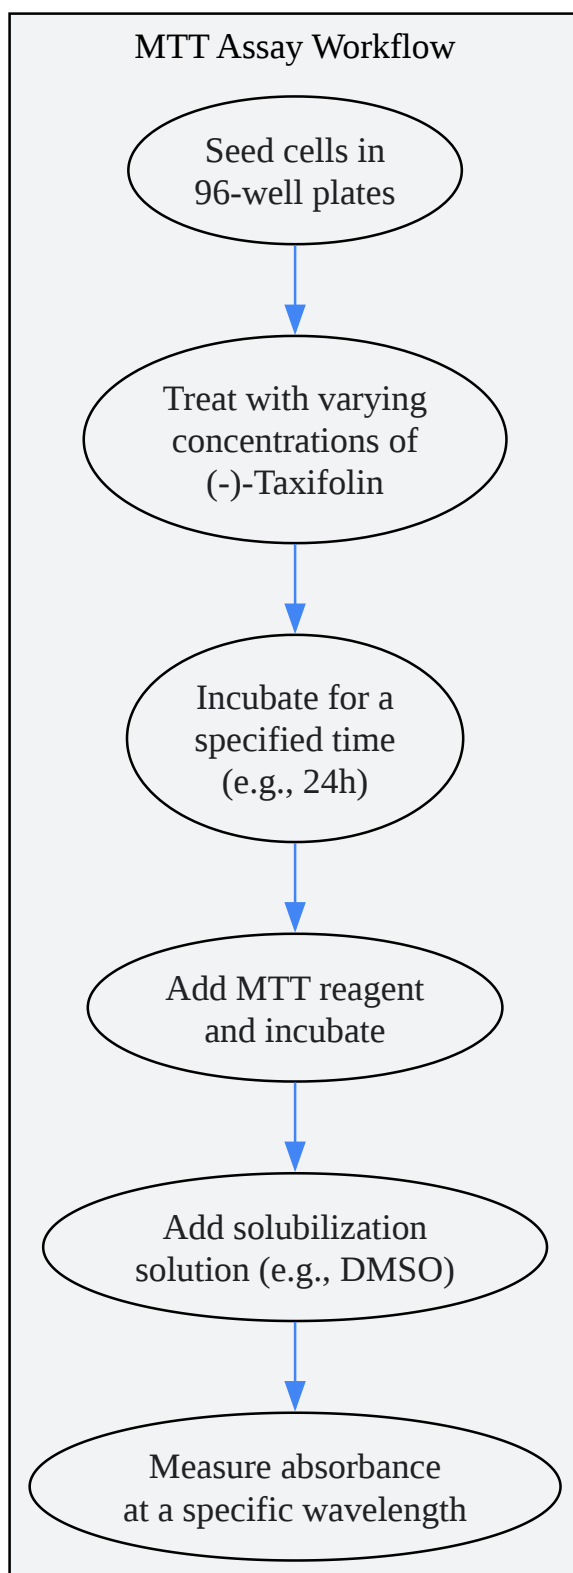 MTT Assay Workflow
Seed cells in
96-well plates
Treat with varying
concentrations of
(-)-Taxifolin
Incubate for a
specified time
(e.g., 24h)
Add MTT reagent
and incubate
Add solubilization
solution (e.g., DMSO)
Measure absorbance
at a specific wavelength